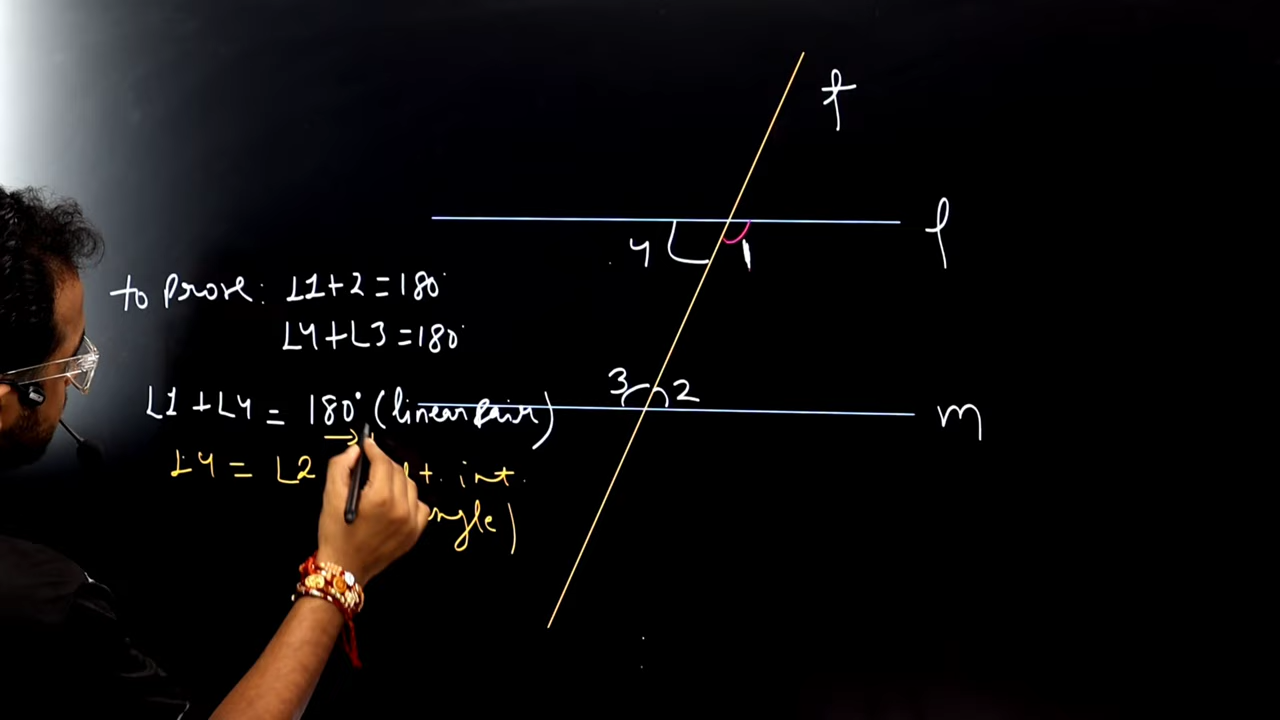 t
l
4 1
to Prove: ∠1+2=180°
∠4+∠3=180°
3 2
∠1+∠4 = 180° (linear pair)
m
∠4 = ∠2 int.
angle)